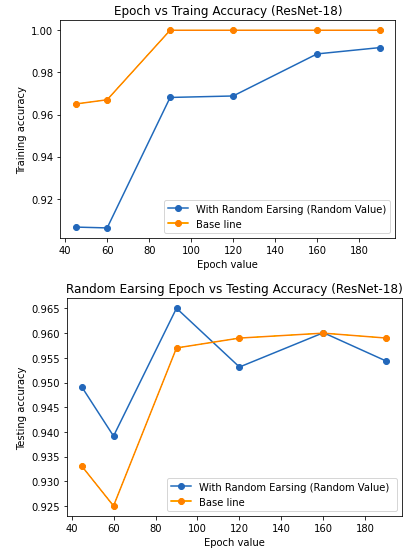 Epoch vs Traing Accuracy (ResNet-18)
1.00
0.98
0.96
0.94
0.92
Training accuracy
With Random Earsing (Random Value)
Base line
40 60 80 100 120 140 160 180
Epoch value
Random Earsing Epoch vs Testing Accuracy (ResNet-18)
0.965
0.960
0.955
0.950
0.945
0.940
0.935
0.930
0.925
Testing accuracy
With Random Earsing (Random Value)
Base line
40 60 80 100 120 140 160 180
Epoch value